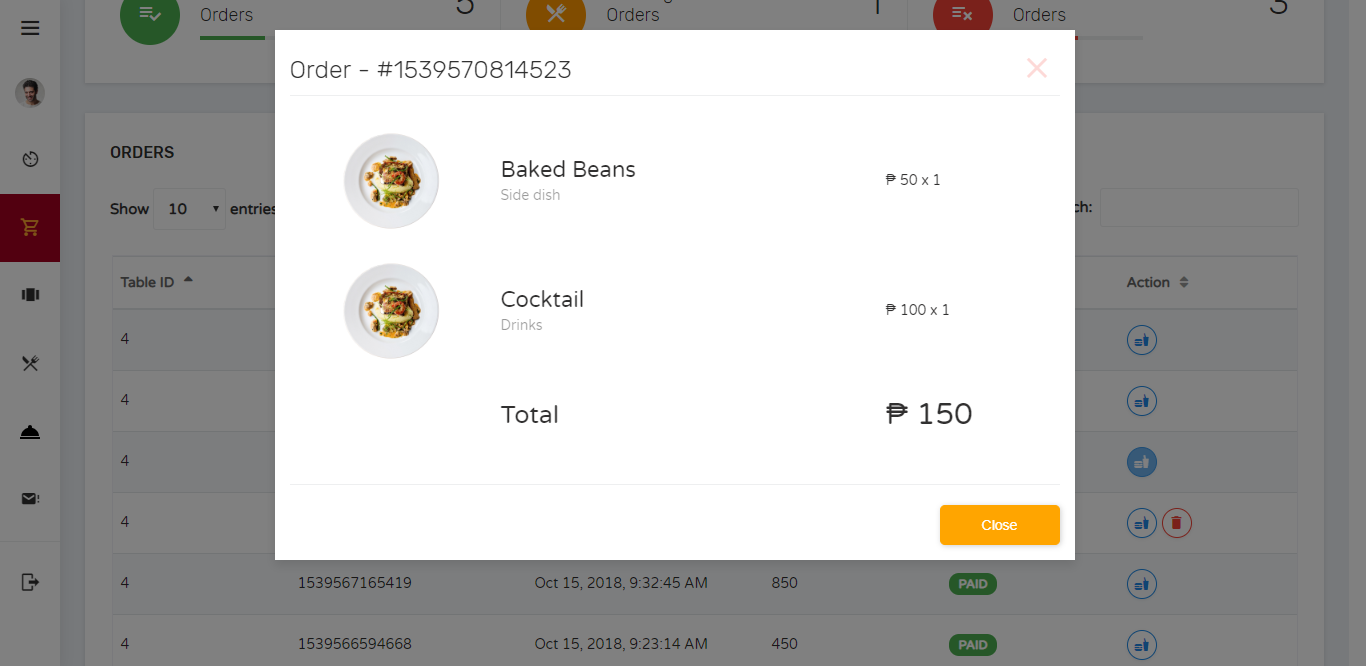 Orders
5
Orders
1
Orders
3
Order - #1539570814523
ORDERS
Baked Beans
Side dish
₱ 50 x 1
Show 10 entries
ch:
Table ID
Action
Cocktail
Drinks
₱ 100 x 1
4
4
Total
₱ 150
4
4
Close
4 1539567165419 Oct 15, 2018, 9:32:45 AM 850 PAID
4 1539566594668 Oct 15, 2018, 9:23:14 AM 450 PAID